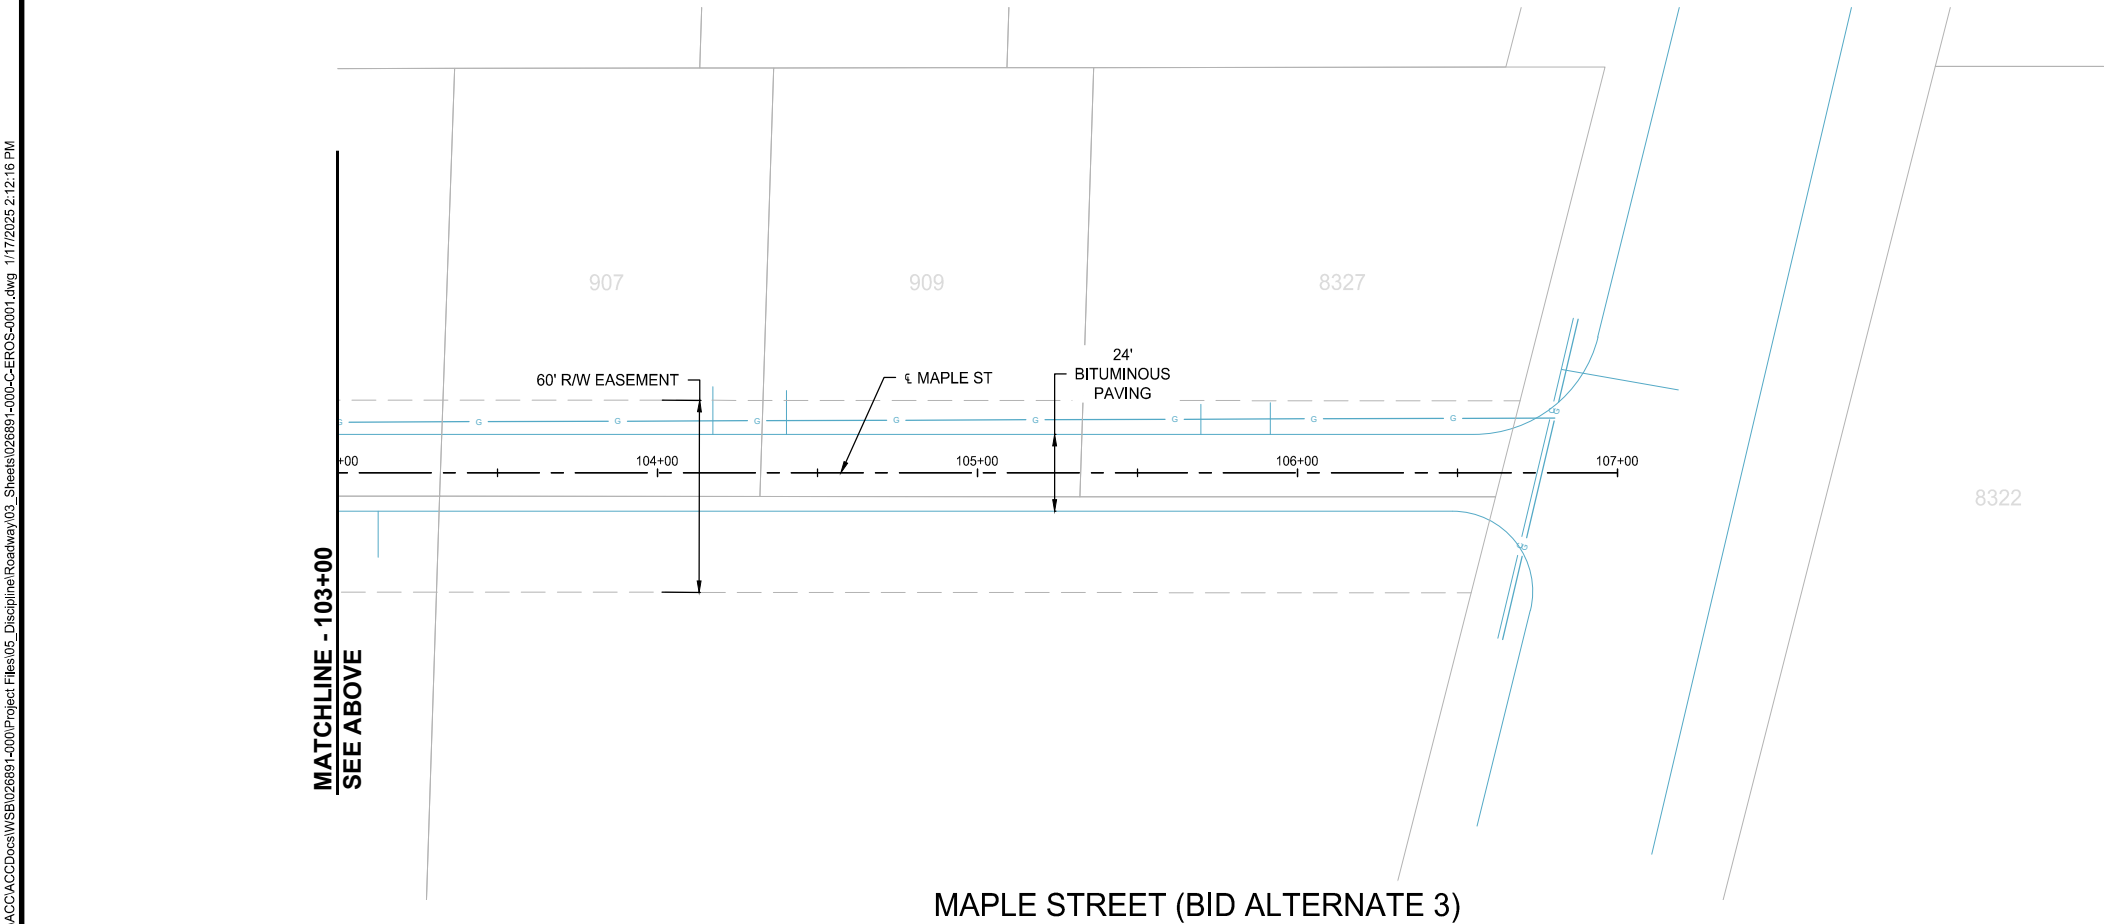 ACC\ACCDocs\WSB\026891-000\Project Files\05_Discipline\Roadway\03_Sheets\026891-000-C-EROS-0001.dwg 1/17/2025 2:12:16 PM
MATCHLINE - 103+00
SEE ABOVE
907
909
8327
8322
60' R/W EASEMENT
℄ MAPLE ST
24'
BITUMINOUS
PAVING
G G G G G G G G G
G
G
G
G
+00
104+00
105+00
106+00
107+00
MAPLE STREET (BID ALTERNATE 3)